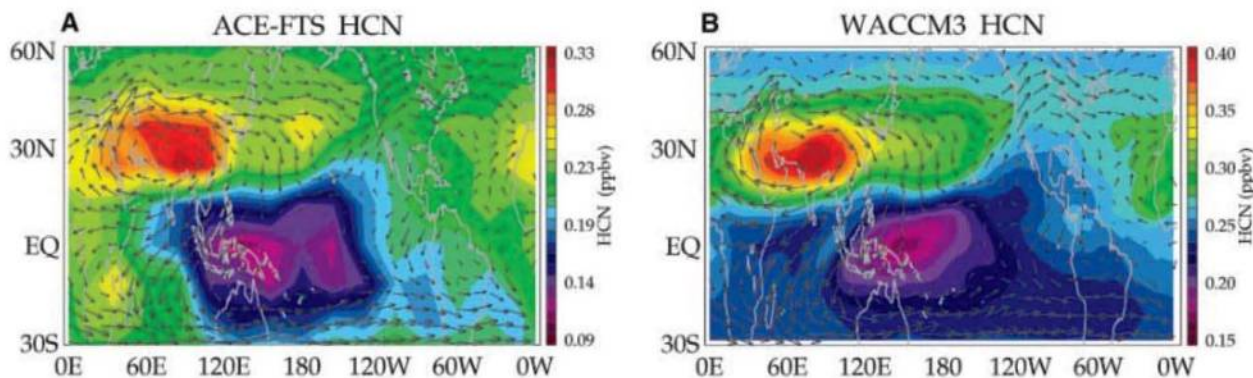 A ACE-FTS HCN
60N
30N
EQ
30S
0E 60E 120E 180 120W 60W 0W
0.33
0.28
0.23
0.19
0.14
0.09
HCN (ppbv)
B WACCM3 HCN
60N
30N
EQ
30S
0E 60E 120E 180 120W 60W 0W
0.40
0.35
0.30
0.25
0.20
0.15
HCN (ppbv)